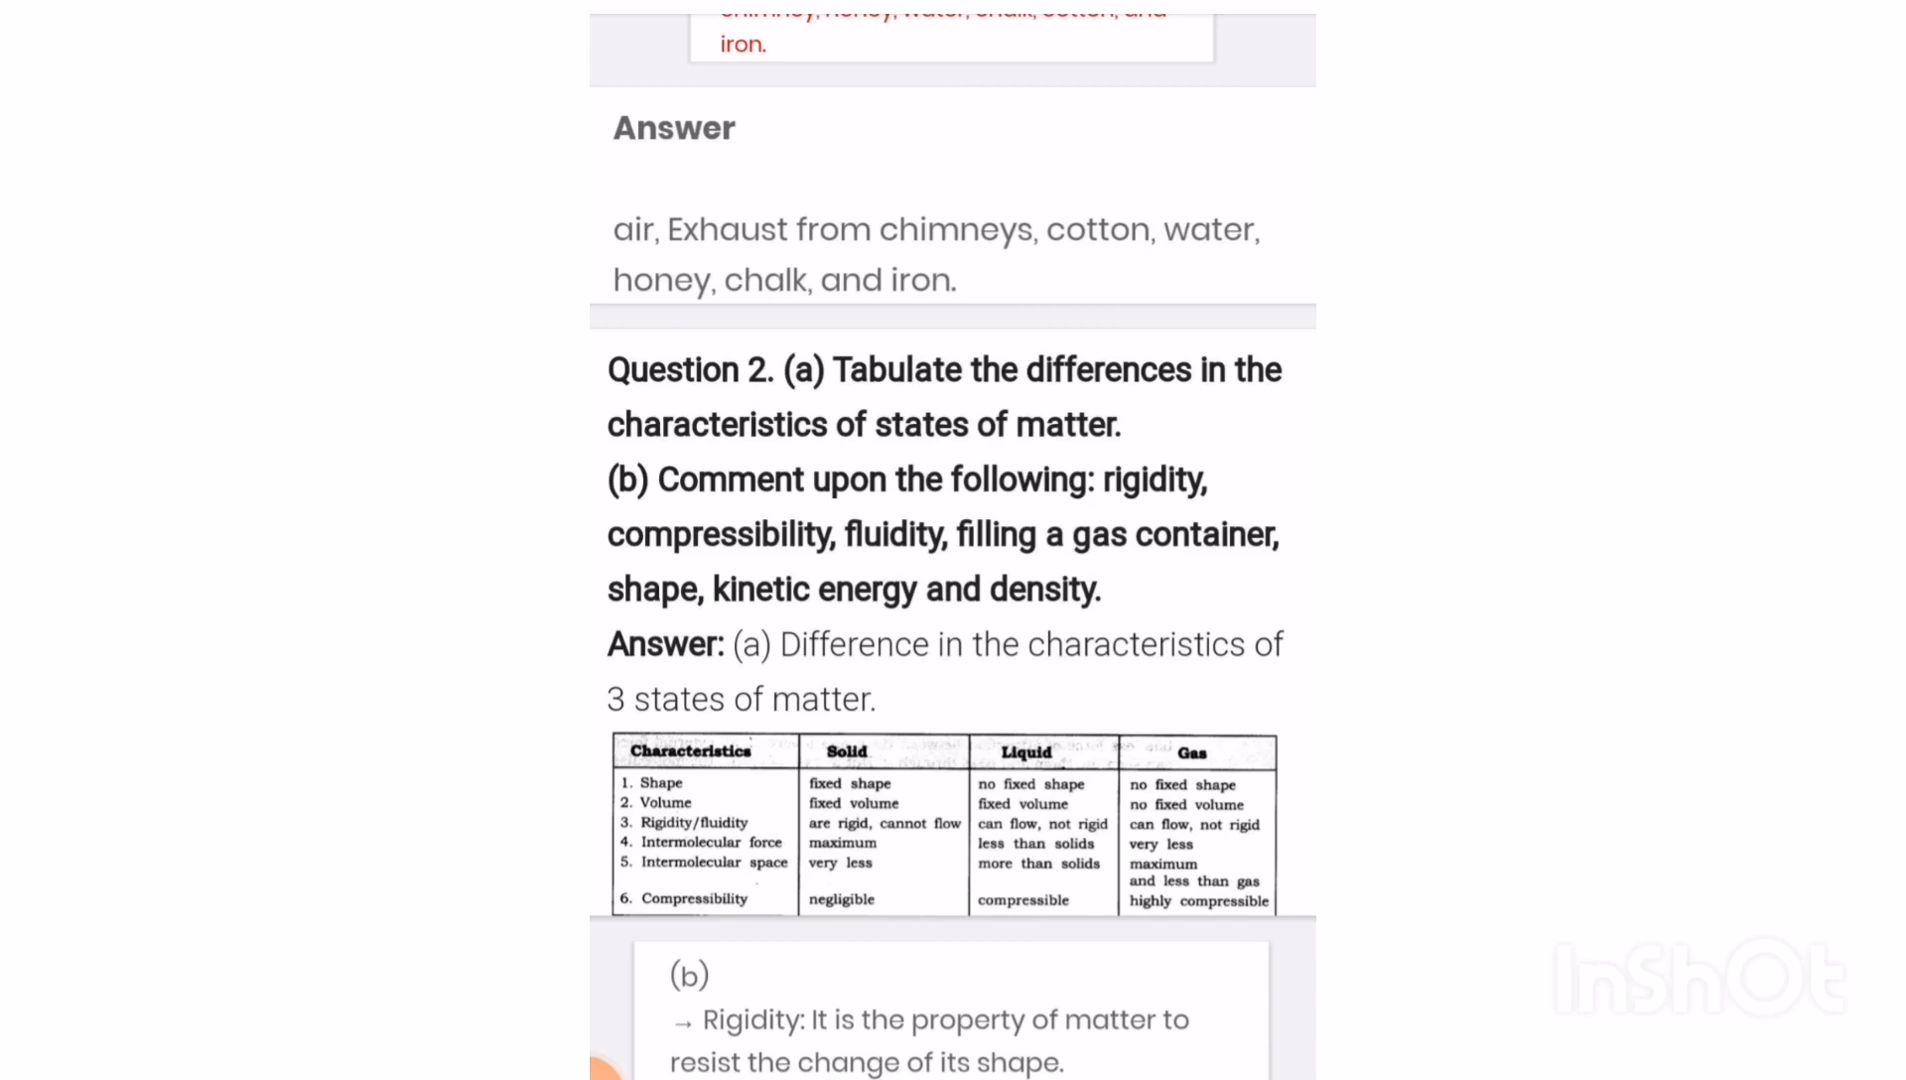 iron.
Answer
air, Exhaust from chimneys, cotton, water,
honey, chalk, and iron.
Question 2. (a) Tabulate the differences in the
characteristics of states of matter.
(b) Comment upon the following: rigidity,
compressibility, fluidity, filling a gas container,
shape, kinetic energy and density.
Answer: (a) Difference in the characteristics of
3 states of matter.
Characteristics Solid Liquid Gas
1. Shape fixed shape no fixed shape no fixed shape
2. Volume fixed volume fixed volume no fixed volume
3. Rigidity/fluidity are rigid, cannot flow can flow, not rigid can flow, not rigid
4. Intermolecular force maximum less than solids very less
5. Intermolecular space very less more than solids maximum
and less than gas
6. Compressibility negligible compressible highly compressible
(b)
→ Rigidity: It is the property of matter to
resist the change of its shape.
InShOt